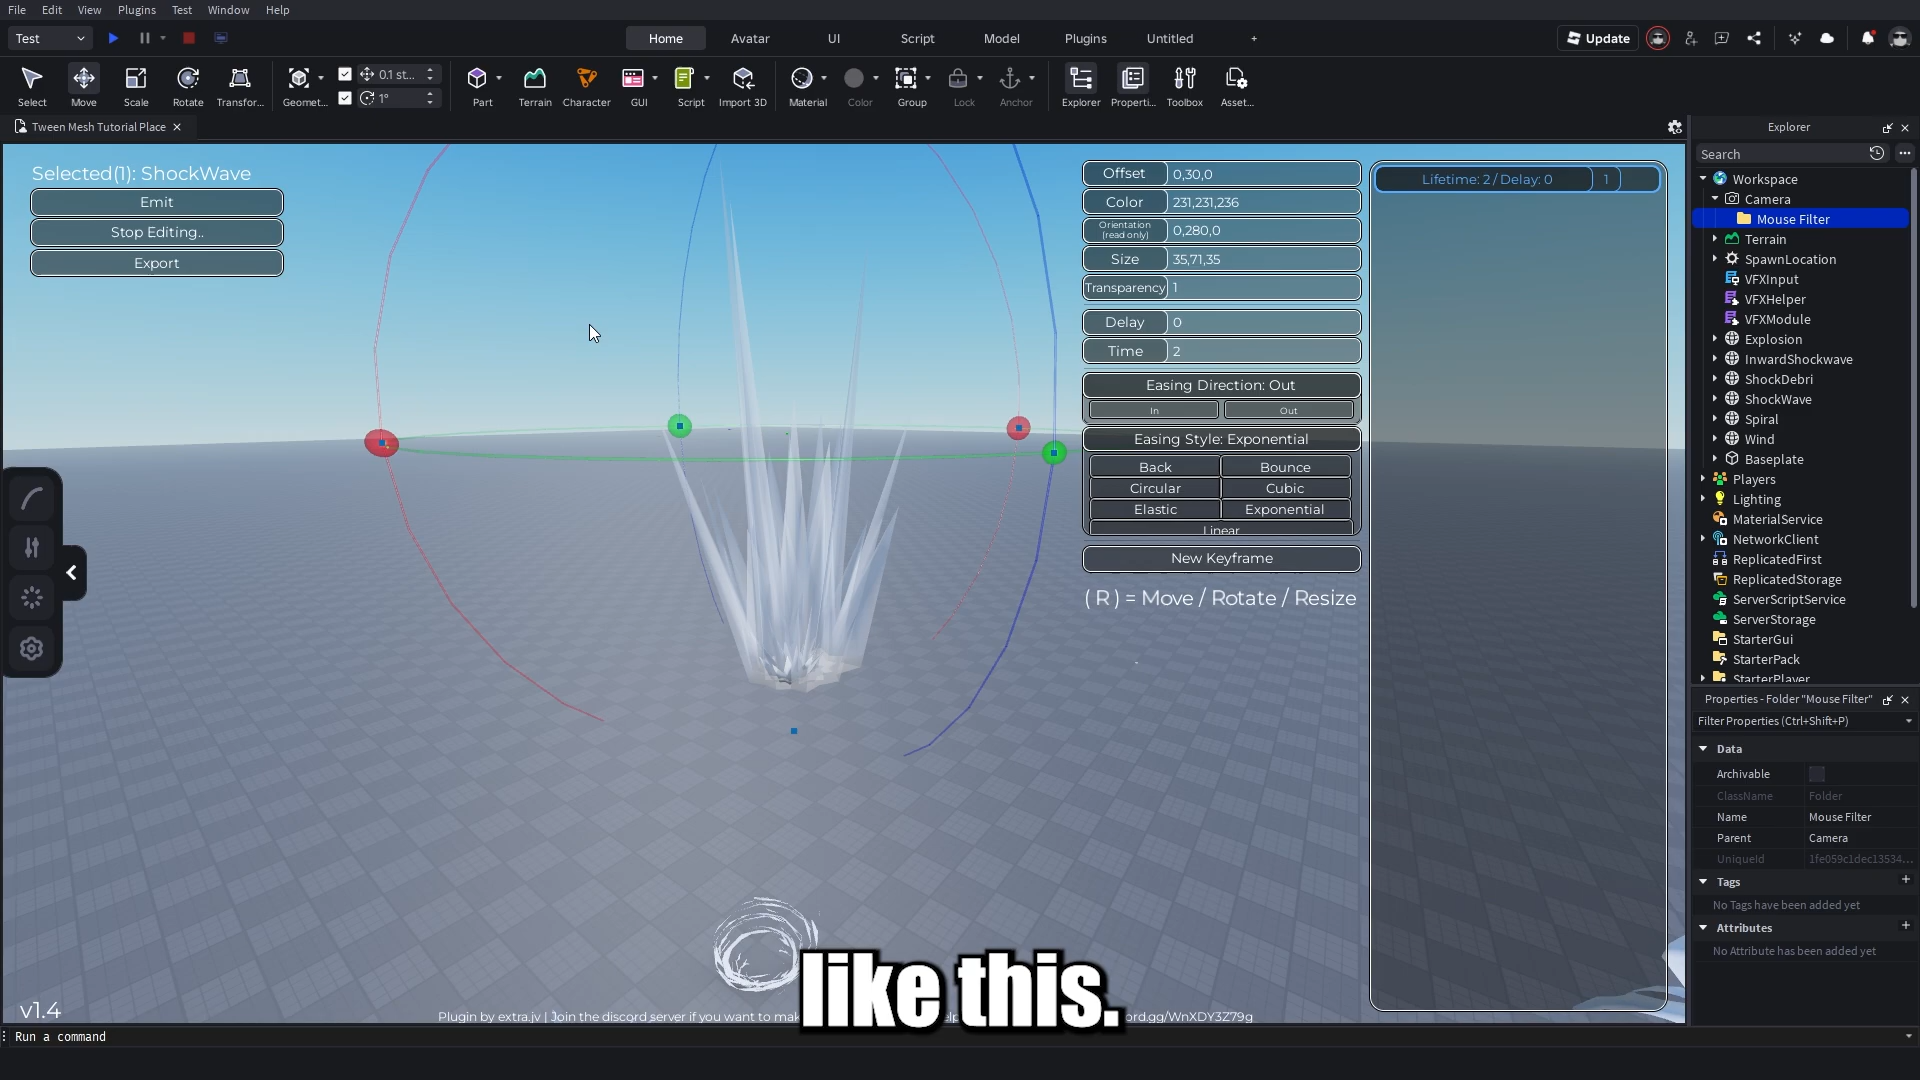 File Edit View Plugins Test Window Help
Test
Home Avatar UI Script Model Plugins Untitled +
Update
Select Move Scale Rotate Transfor... Geomet... 0.1 st... 1° Part Terrain Character GUI Script Import 3D Material Color Group Lock Anchor Explorer Properti... Toolbox Asset...
Tween Mesh Tutorial Place
Selected(1): ShockWave
Emit
Stop Editing..
Export
Offset 0,30,0
Color 231,231,236
Orientation (read only) 0,280,0
Size 35,71,35
Transparency 1
Delay 0
Time 2
Easing Direction: Out
In Out
Easing Style: Exponential
Back Bounce
Circular Cubic
Elastic Exponential
Linear
New Keyframe
( R ) = Move / Rotate / Resize
Lifetime: 2 / Delay: 0 1
Explorer
Search
Workspace
Camera
Mouse Filter
Terrain
SpawnLocation
VFXInput
VFXHelper
VFXModule
Explosion
InwardShockwave
ShockDebri
ShockWave
Spiral
Wind
Baseplate
Players
Lighting
MaterialService
NetworkClient
ReplicatedFirst
ReplicatedStorage
ServerScriptService
ServerStorage
StarterGui
StarterPack
StarterPlayer
Properties - Folder "Mouse Filter"
Filter Properties (Ctrl+Shift+P)
Data
Archivable
ClassName Folder
Name Mouse Filter
Parent Camera
UniqueId 1fe059c1dec13534...
Tags +
No Tags have been added yet
Attributes +
No Attribute has been added yet
like this.
v1.4
Plugin by extra.jv | Join the discord server if you want to
Run a command